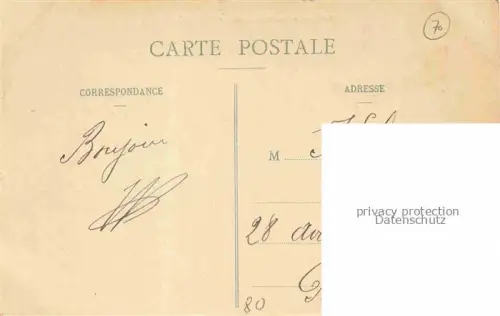 70
CARTE POSTALE
CORRESPONDANCE
ADRESSE
Bonjour
M
privacy protection
Datenschutz
28
80